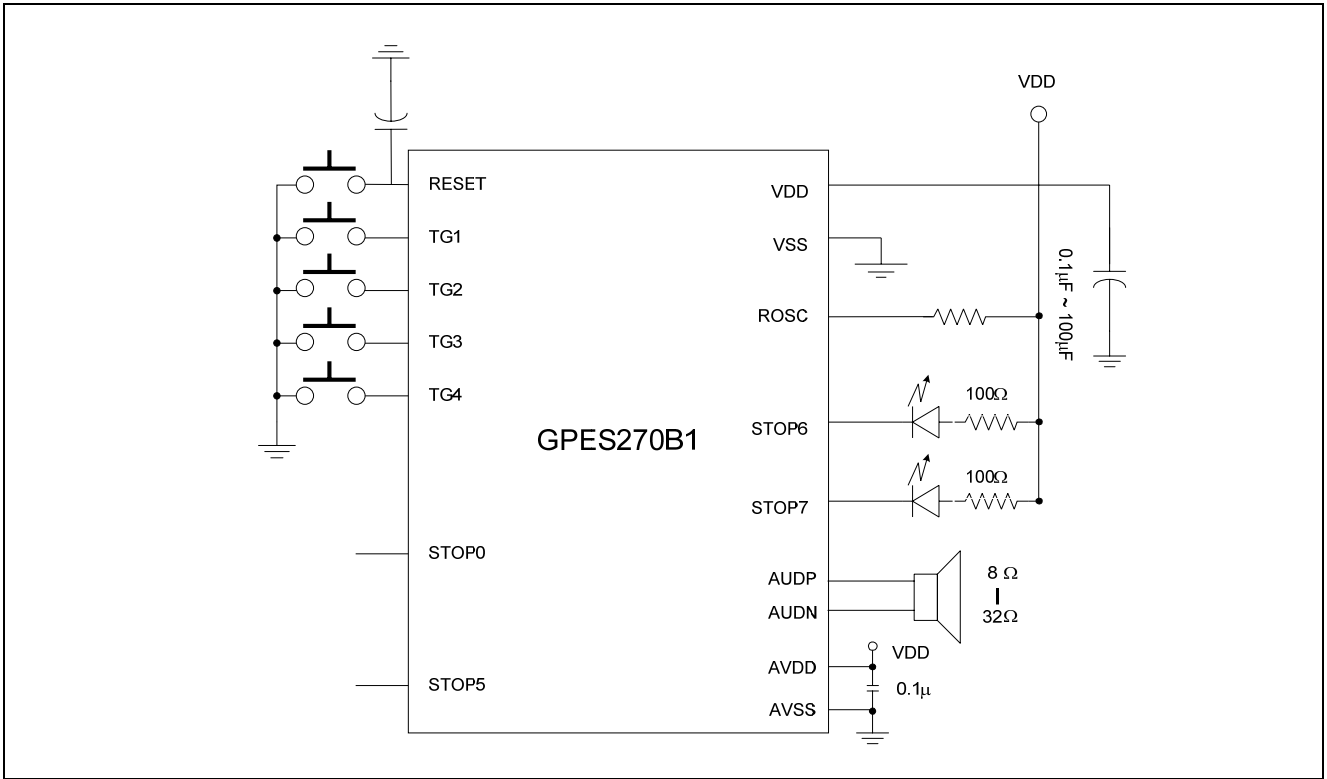 VDD
RESET
TG1
TG2
TG3
TG4
GPES270B1
STOP0
STOP5
VDD
VSS
ROSC
STOP6
STOP7
AUDP
AUDN
AVDD
AVSS
0.1µF ~ 100µF
100Ω
100Ω
8 Ω
32Ω
VDD
0.1µ